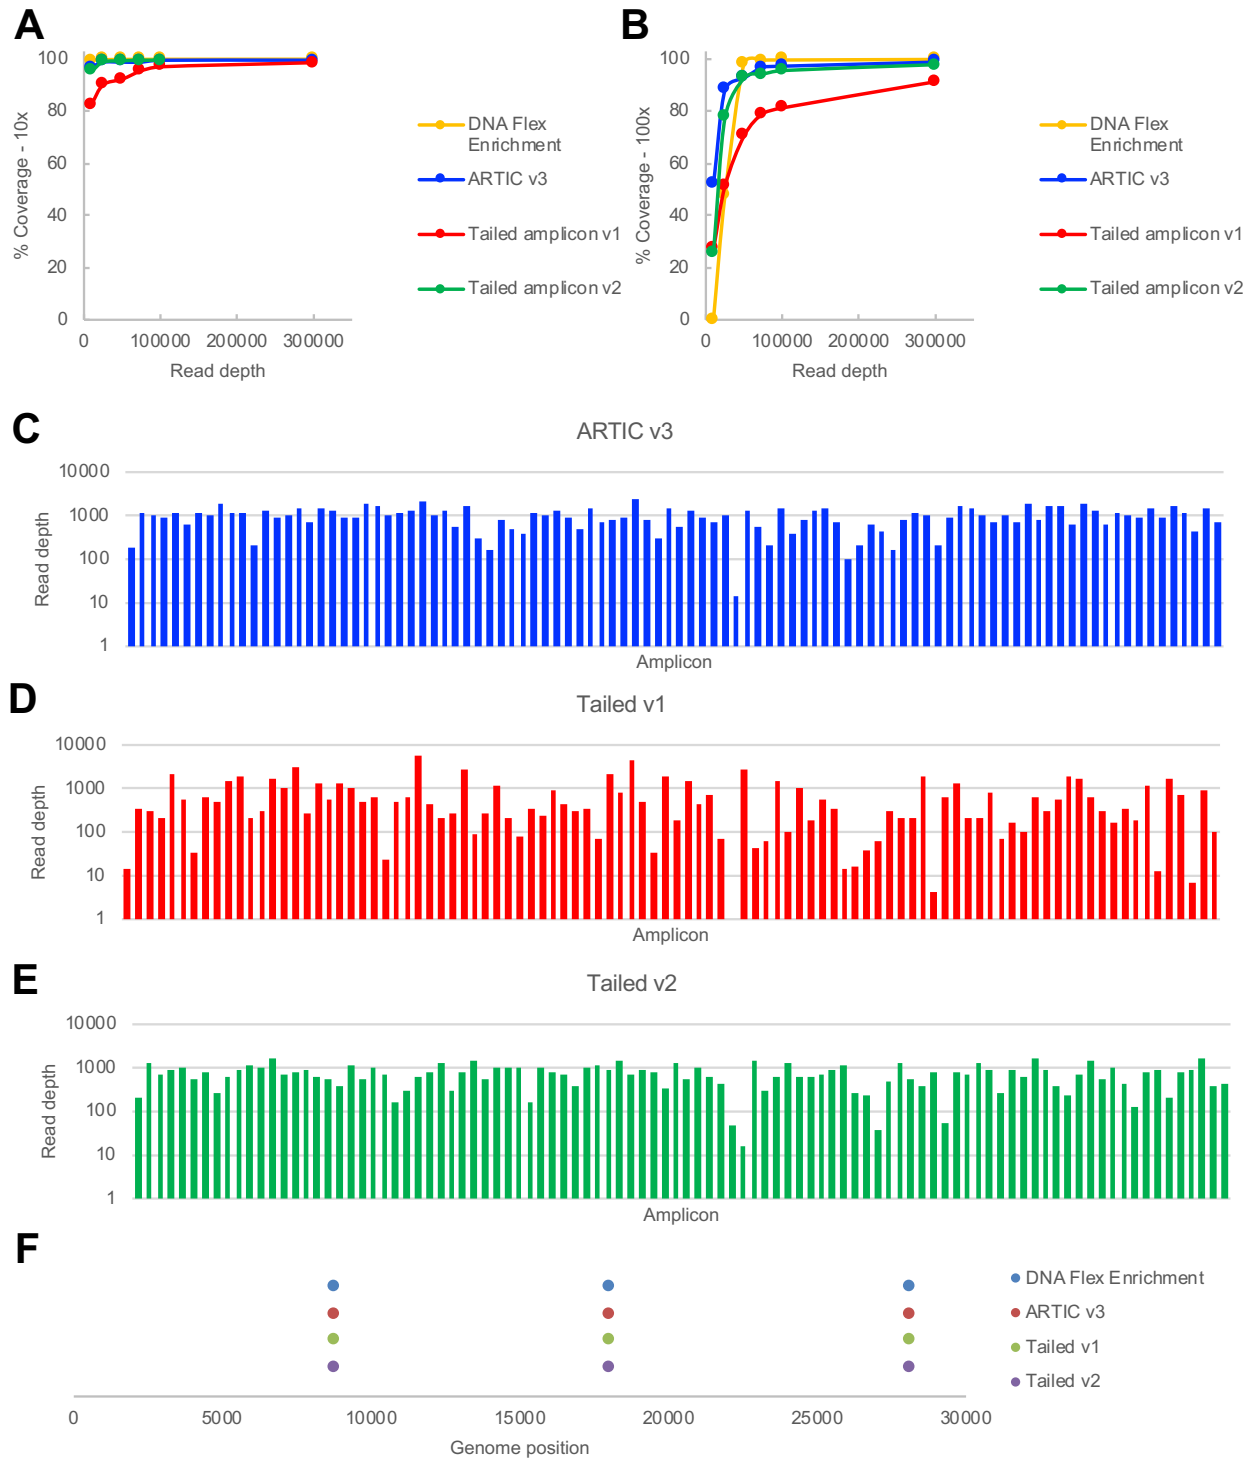 A
100
80
60
40
20
0
% Coverage - 10x
0 100000 200000 300000
Read depth
DNA Flex
Enrichment
ARTIC v3
Tailed amplicon v1
Tailed amplicon v2
B
100
80
60
40
20
0
% Coverage - 100x
0 100000 200000 300000
Read depth
DNA Flex
Enrichment
ARTIC v3
Tailed amplicon v1
Tailed amplicon v2
C
ARTIC v3
10000
1000
100
10
1
Read depth
Amplicon
D
Tailed v1
10000
1000
100
10
1
Read depth
Amplicon
E
Tailed v2
10000
1000
100
10
1
Read depth
Amplicon
F
DNA Flex Enrichment
ARTIC v3
Tailed v1
Tailed v2
0 5000 10000 15000 20000 25000 30000
Genome position